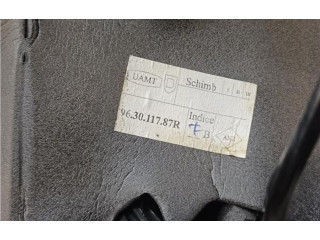 UAMT Schimb
96.30.117.87R Indice
B